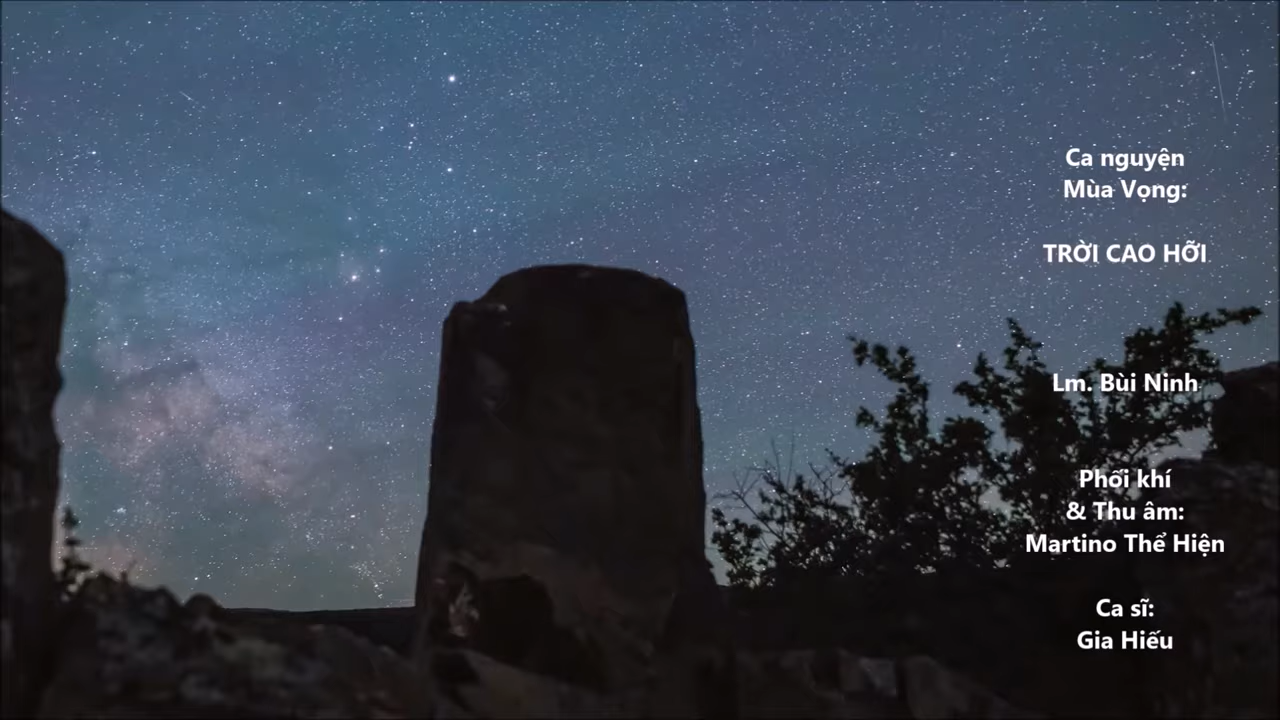 Ca nguyện
Mùa Vọng:
TRỜI CAO HỠI
Lm. Bùi Ninh
Phối khí
& Thu âm:
Martino Thể Hiện
Ca sĩ:
Gia Hiếu